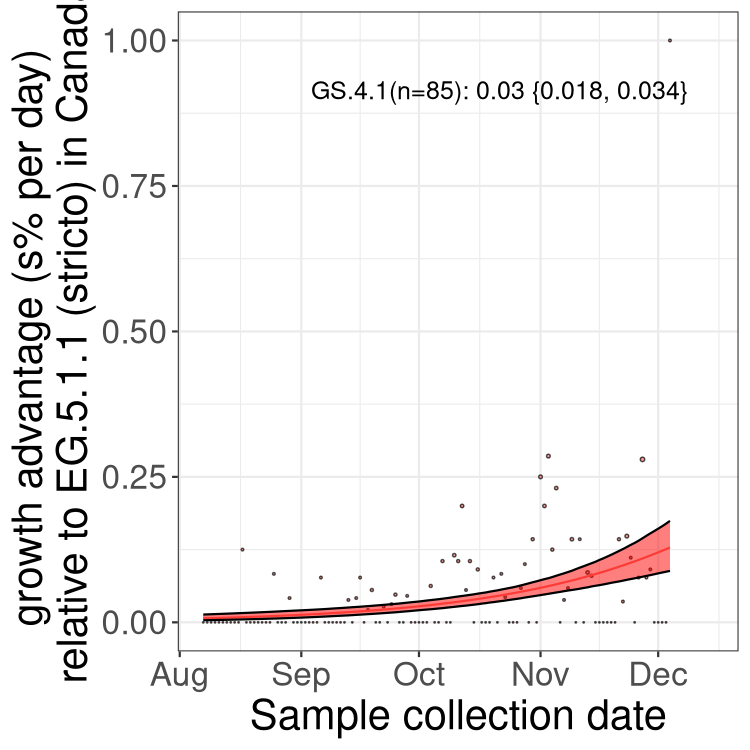 growth advantage (s% per day)
relative to EG.5.1.1 (stricto) in Canada
1.00
GS.4.1(n=85): 0.03 {0.018, 0.034}
0.75
0.50
0.25
0.00
Aug Sep Oct Nov Dec
Sample collection date